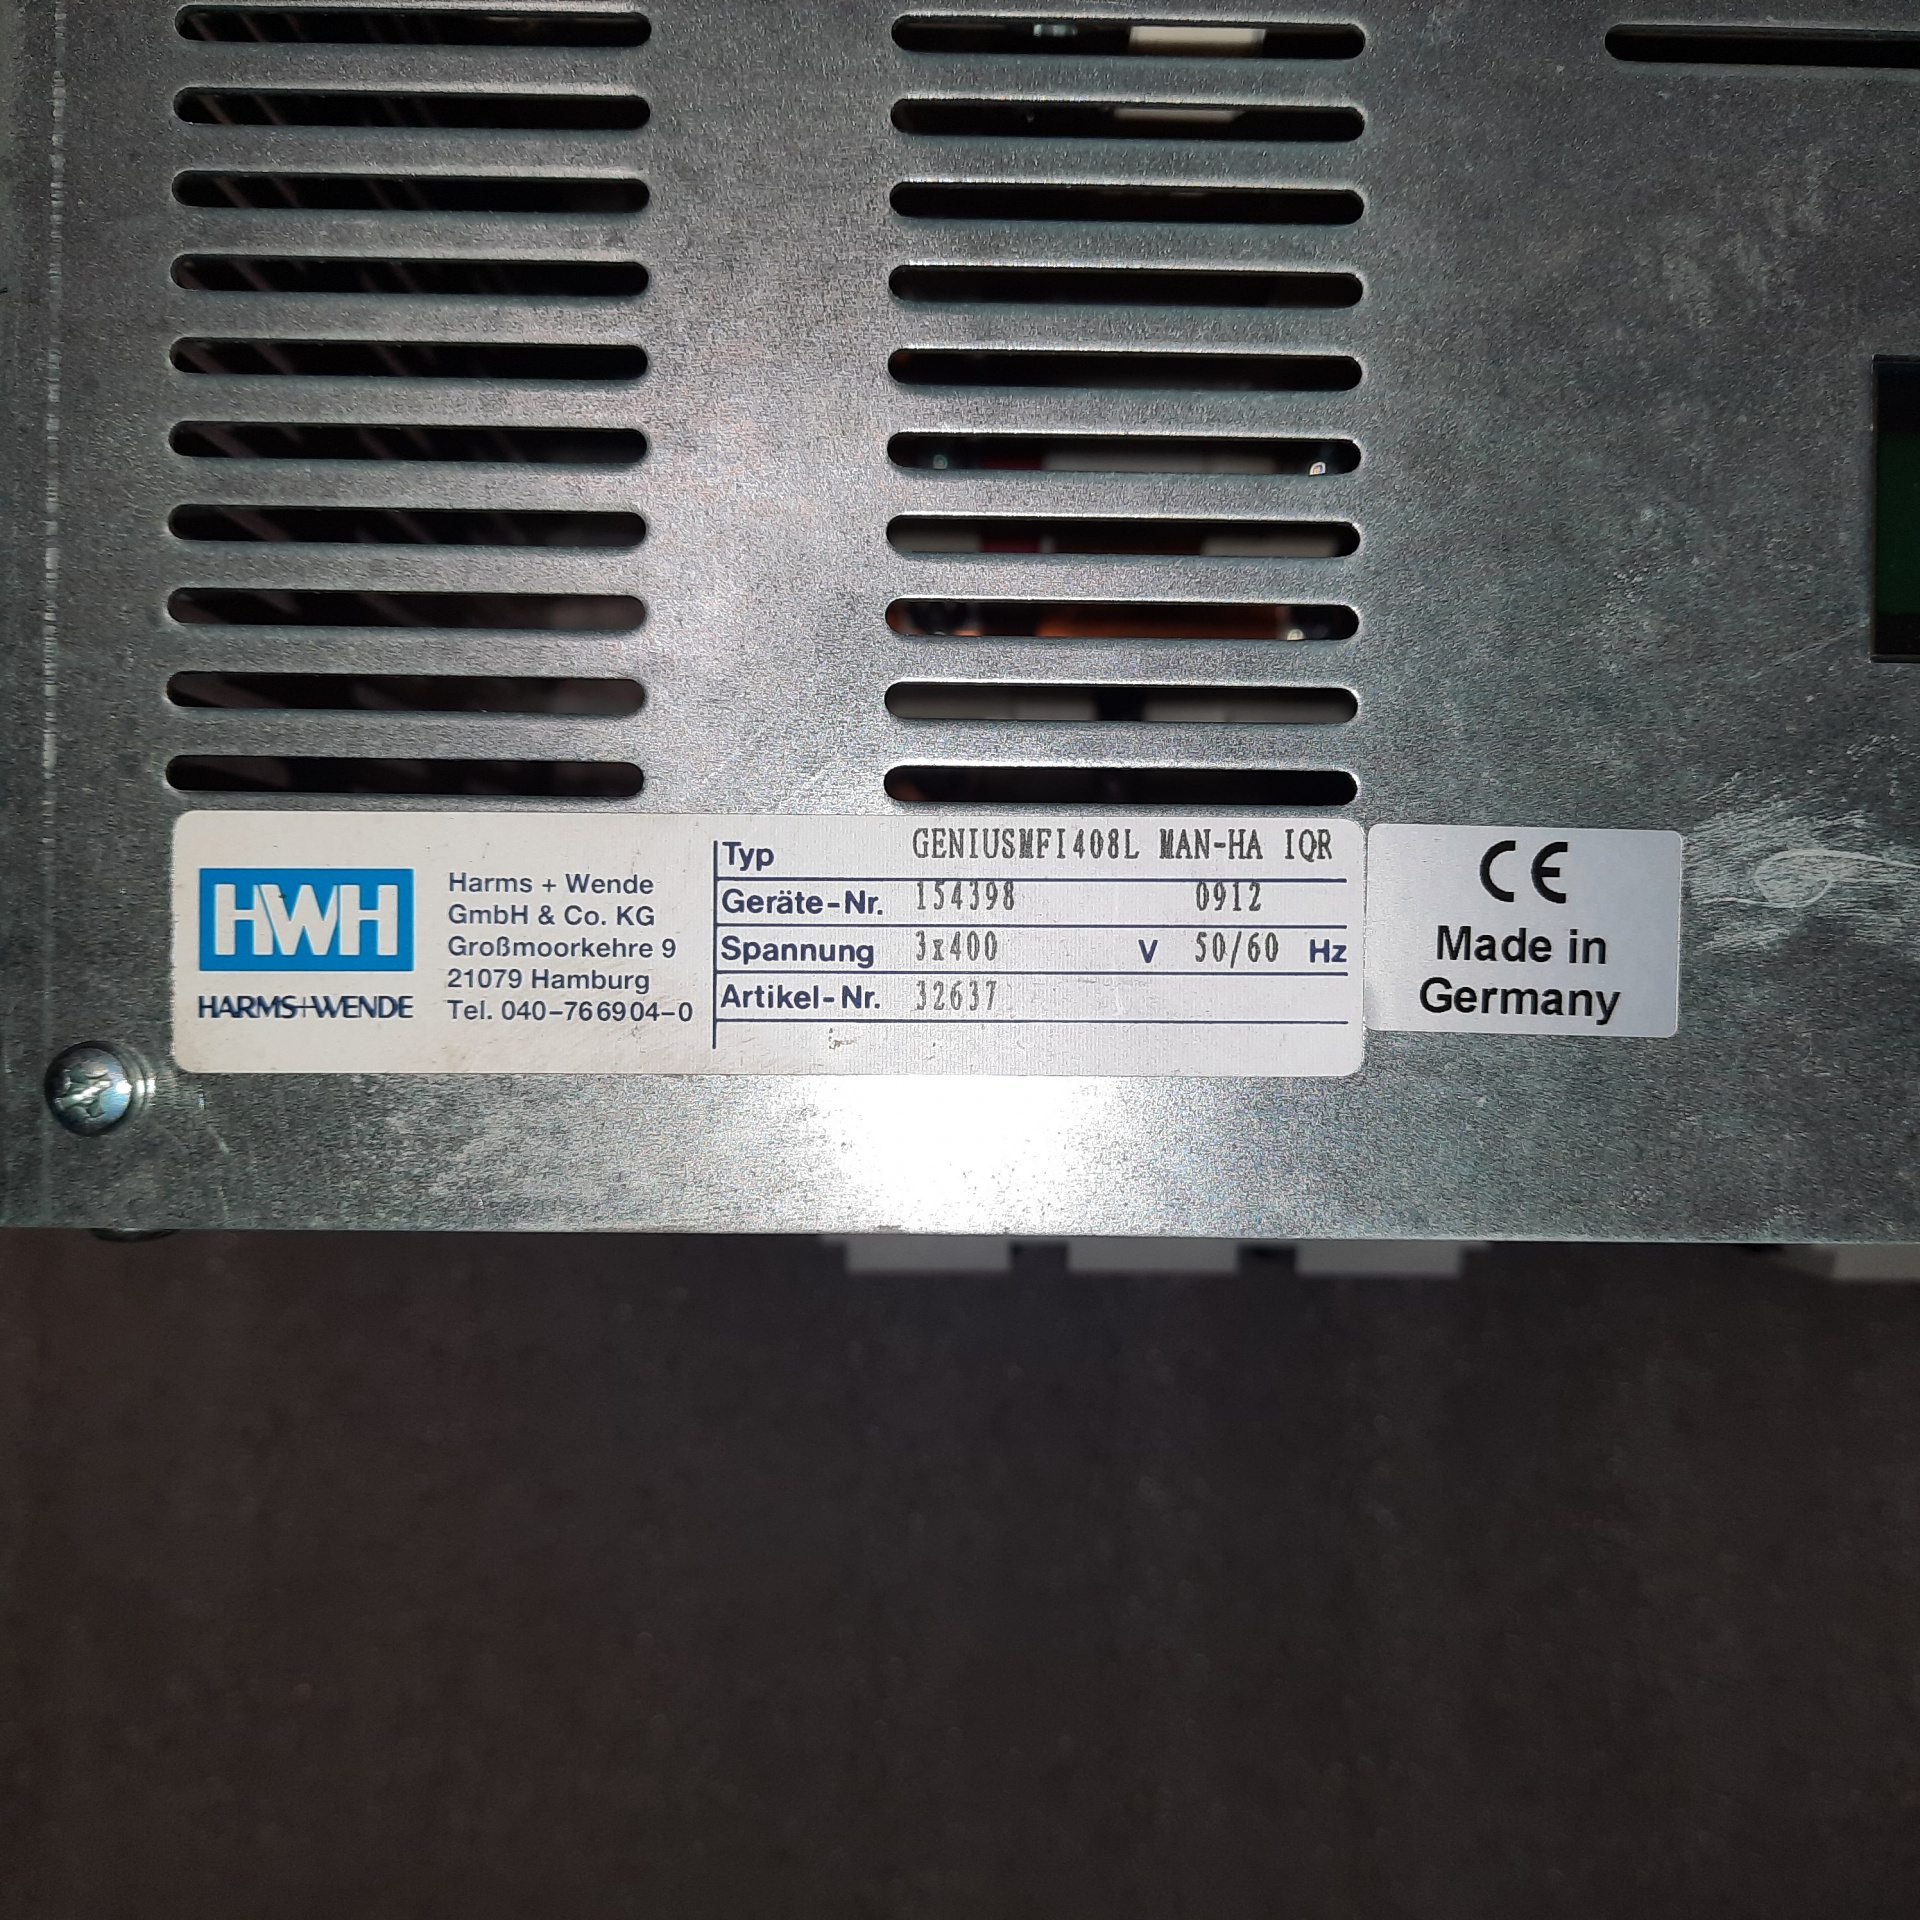 HWH
HARMS+WENDE
Harms + Wende
GmbH & Co. KG
Großmoorkehre 9
21079 Hamburg
Tel. 040-766904-0
Typ GENIUSMFI408L MAN-HA IQR
Geräte-Nr. 154398 0912
Spannung 3x400 V 50/60 Hz
Artikel-Nr. 32637
CE
Made in
Germany